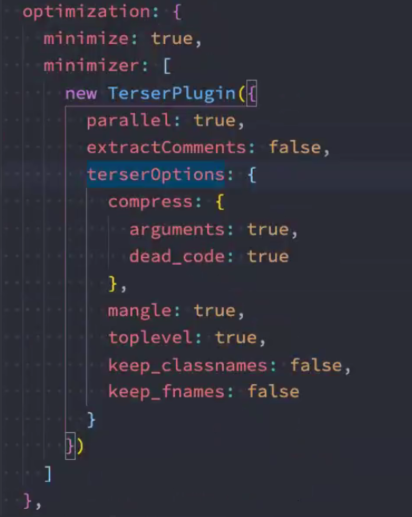 optimization: {
  minimize: true,
  minimizer: [
    new TerserPlugin({
      parallel: true,
      extractComments: false,
      terserOptions: {
        compress: {
          arguments: true,
          dead_code: true
        },
        mangle: true,
        toplevel: true,
        keep_classnames: false,
        keep_fnames: false
      }
    })
  ]
},